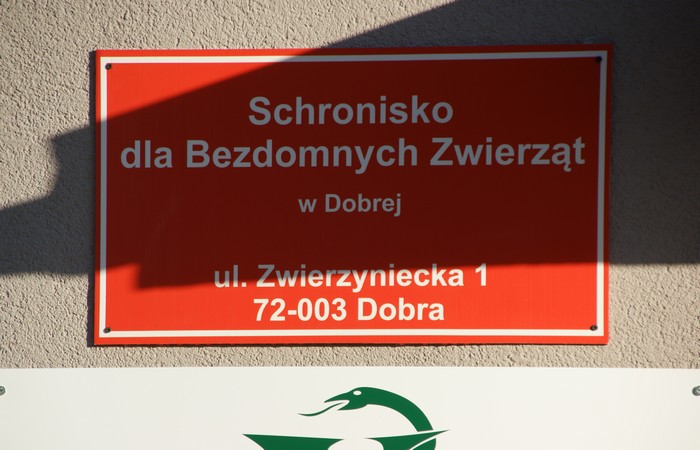 Schronisko
dla Bezdomnych Zwierząt
w Dobrej
ul. Zwierzyniecka 1
72-003 Dobra